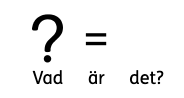 ? =
Vad är det?